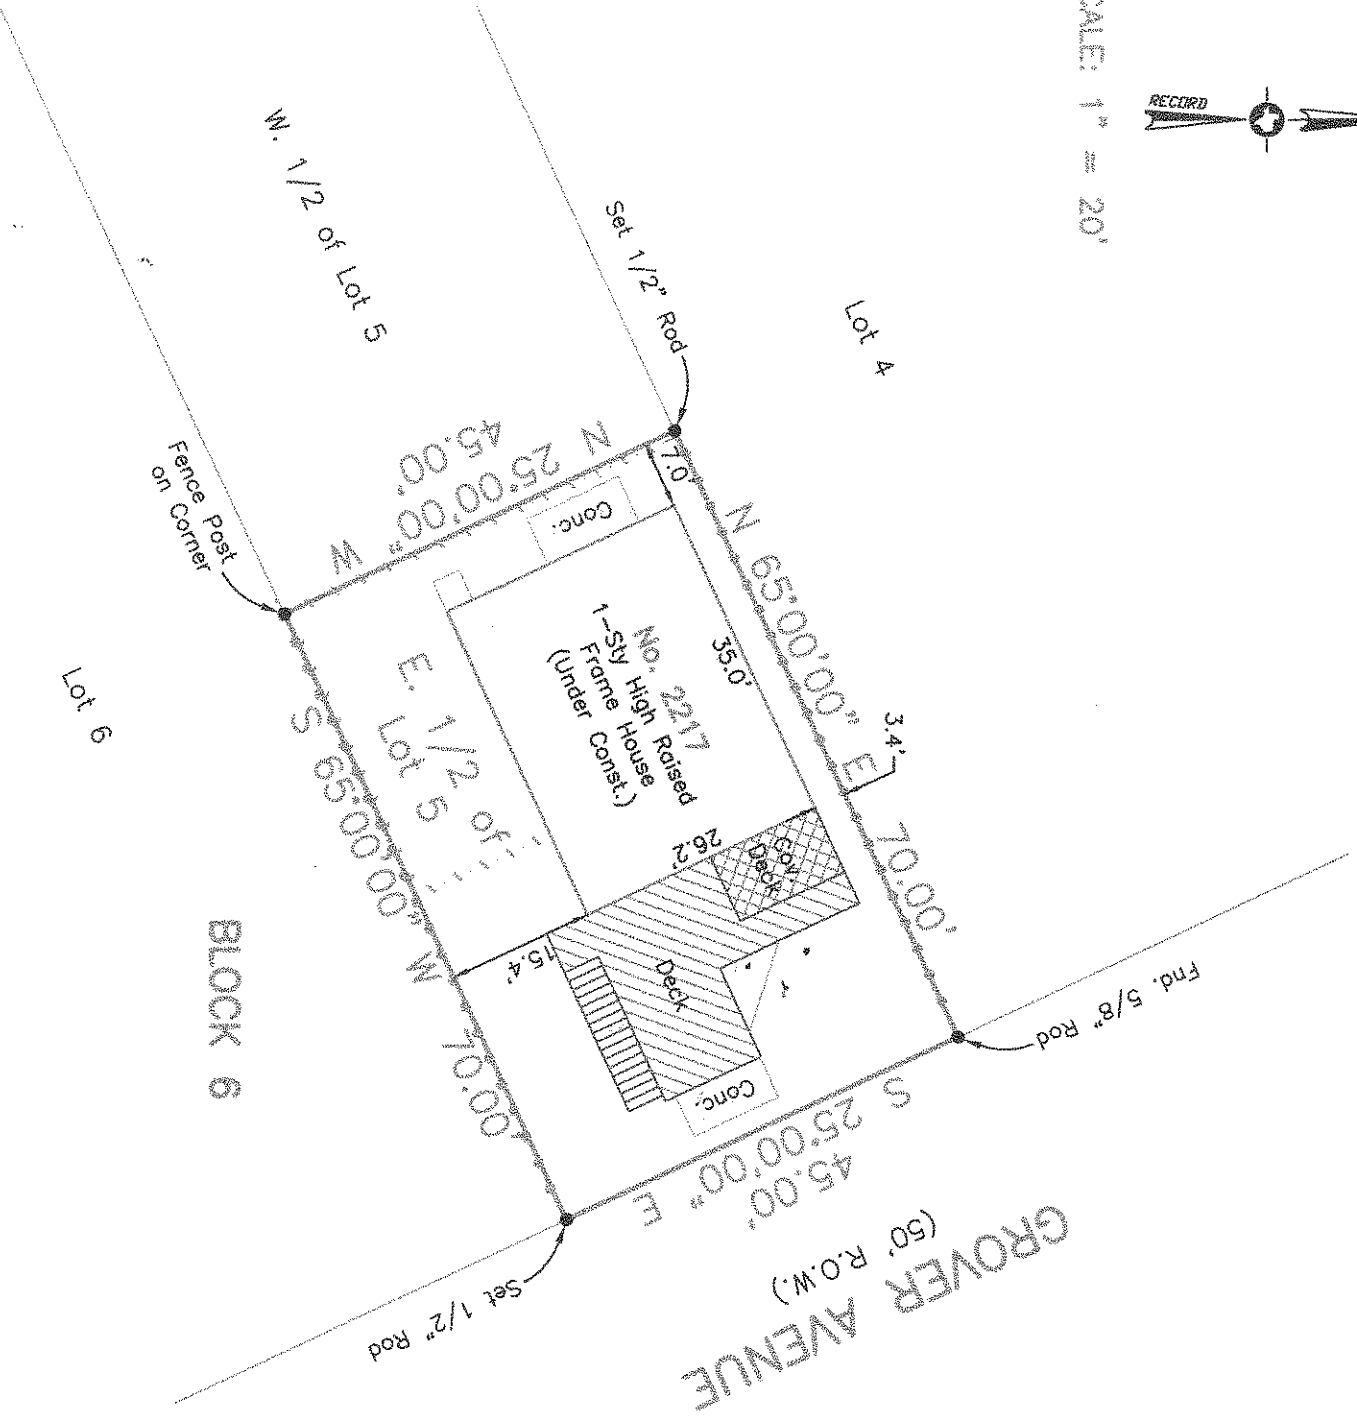 CALE: 1" = 20'
RECORD
W. 1/2 of Lot 5
Set 1/2" Rod
Lot 4
Fence Post
on Corner
N 25°00'00" W
45.00'
7.0'
Conc.
N 65°00'00" E 70.00'
35.0'
3.4'
No. 2217
1-Sty High Raised
Frame House
(Under Const.)
E. 1/2 of
Lot 5
26.2'
Cov.
Deck
Deck
15.4'
Conc.
S 65°00'00" W 70.00'
Lot 6
BLOCK 6
Fnd. 5/8" Rod
S 25°00'00" E
45.00'
Set 1/2" Rod
GROVER AVENUE
(50' R.O.W.)